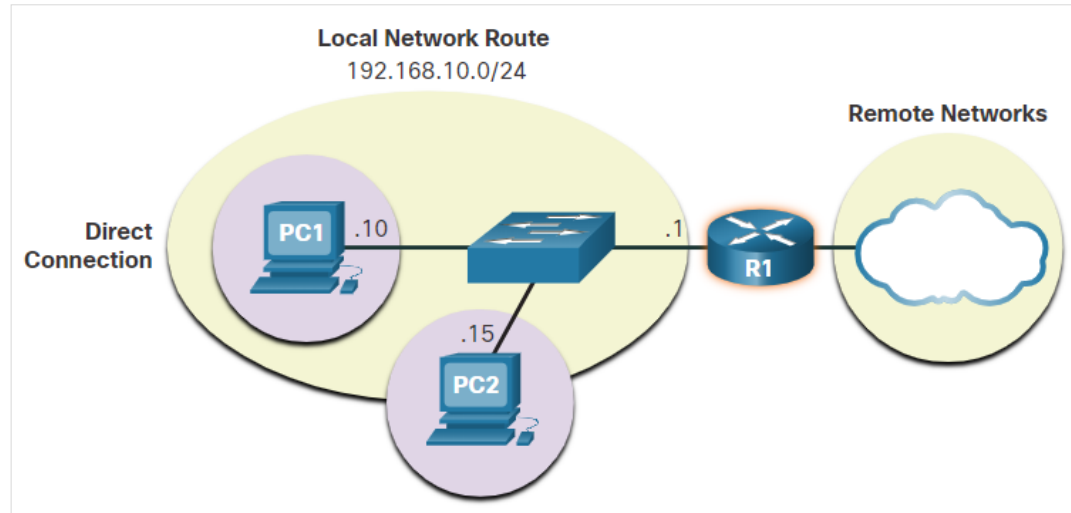 Local Network Route
192.168.10.0/24
Remote Networks
Direct
Connection
PC1
.10
.1
R1
.15
PC2